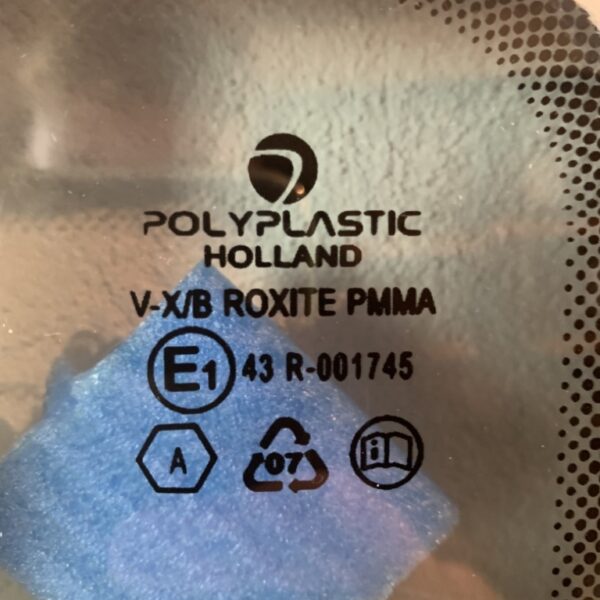 POLYPLASTIC
HOLLAND
V-X/B ROXITE PMMA
E1 43 R-001745
A 07 i